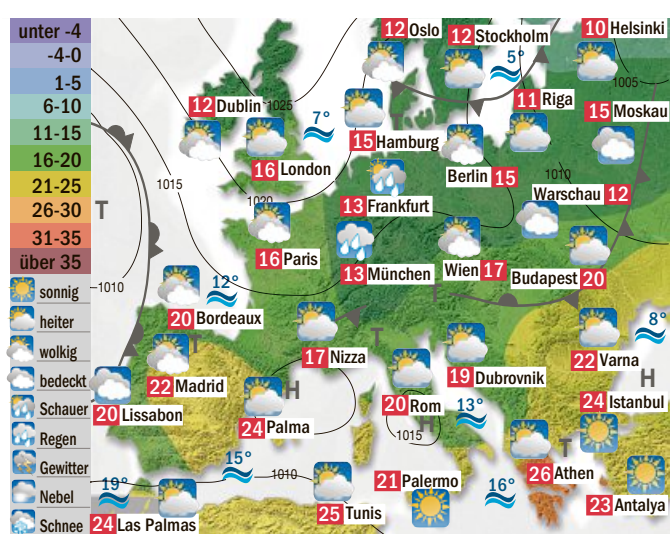 unter -4
-4-0
1-5
6-10
11-15
16-20
21-25
26-30
31-35
über 35
sonnig
heiter
wolkig
bedeckt
Schauer
Regen
Gewitter
Nebel
Schnee
12 Oslo
12 Stockholm
10 Helsinki
5°
1005
12 Dublin
1025
7°
11 Riga
15 Moskau
T
15 Hamburg
16 London
Berlin 15
1010
1015
Warschau 12
1020
13 Frankfurt
T
16 Paris
13 München
Wien 17
Budapest 20
1010
12°
T
20 Bordeaux
8°
T
17 Nizza
22 Varna
T
22 Madrid
19 Dubrovnik
H
H
20 Lissabon
20 Rom
24 Istanbul
24 Palma
13°
H
1015
T
15°
1010
26 Athen
19°
21 Palermo
16°
23 Antalya
24 Las Palmas
25 Tunis